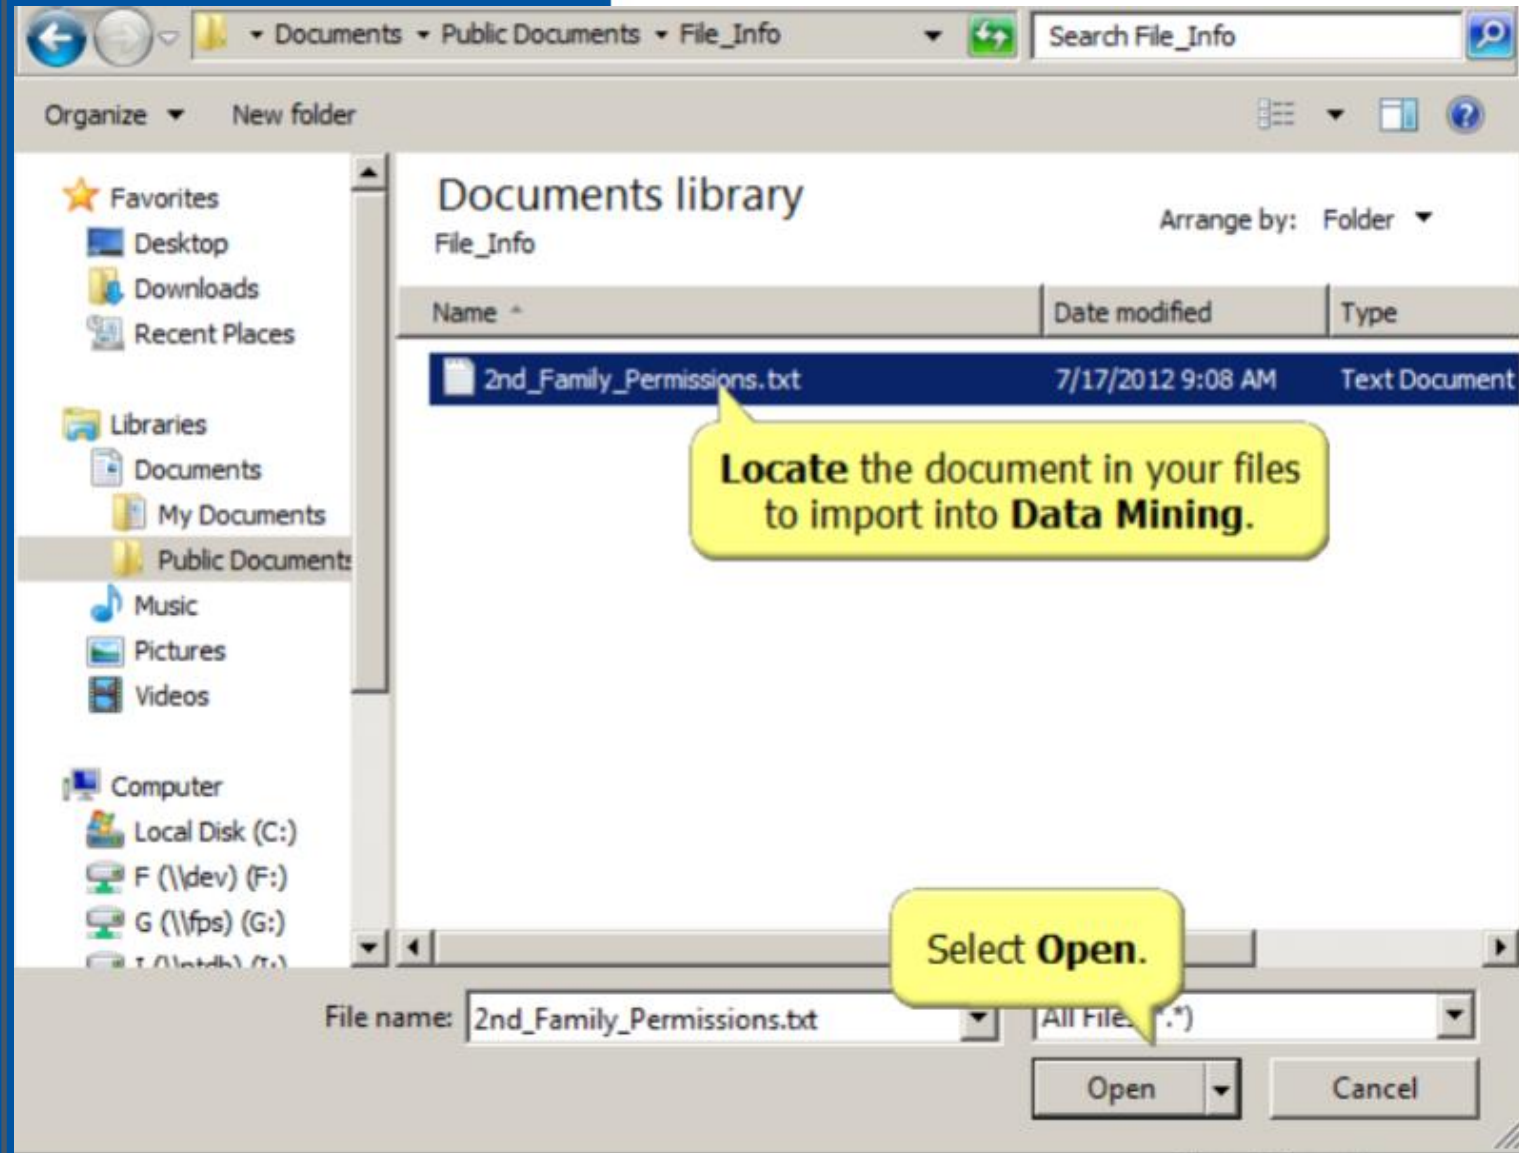 Documents Public Documents File_Info
Search File_Info
Organize New folder
Favorites
Desktop
Downloads
Recent Places
Libraries
Documents
My Documents
Public Documents
Music
Pictures
Videos
Computer
Local Disk (C:)
F (\\dev) (F:)
G (\\fps) (G:)
Documents library
File_Info
Arrange by: Folder
Name Date modified Type
2nd_Family_Permissions.txt 7/17/2012 9:08 AM Text Document
Locate the document in your files
to import into Data Mining.
Select Open.
File name: 2nd_Family_Permissions.txt
All Files
Open Cancel